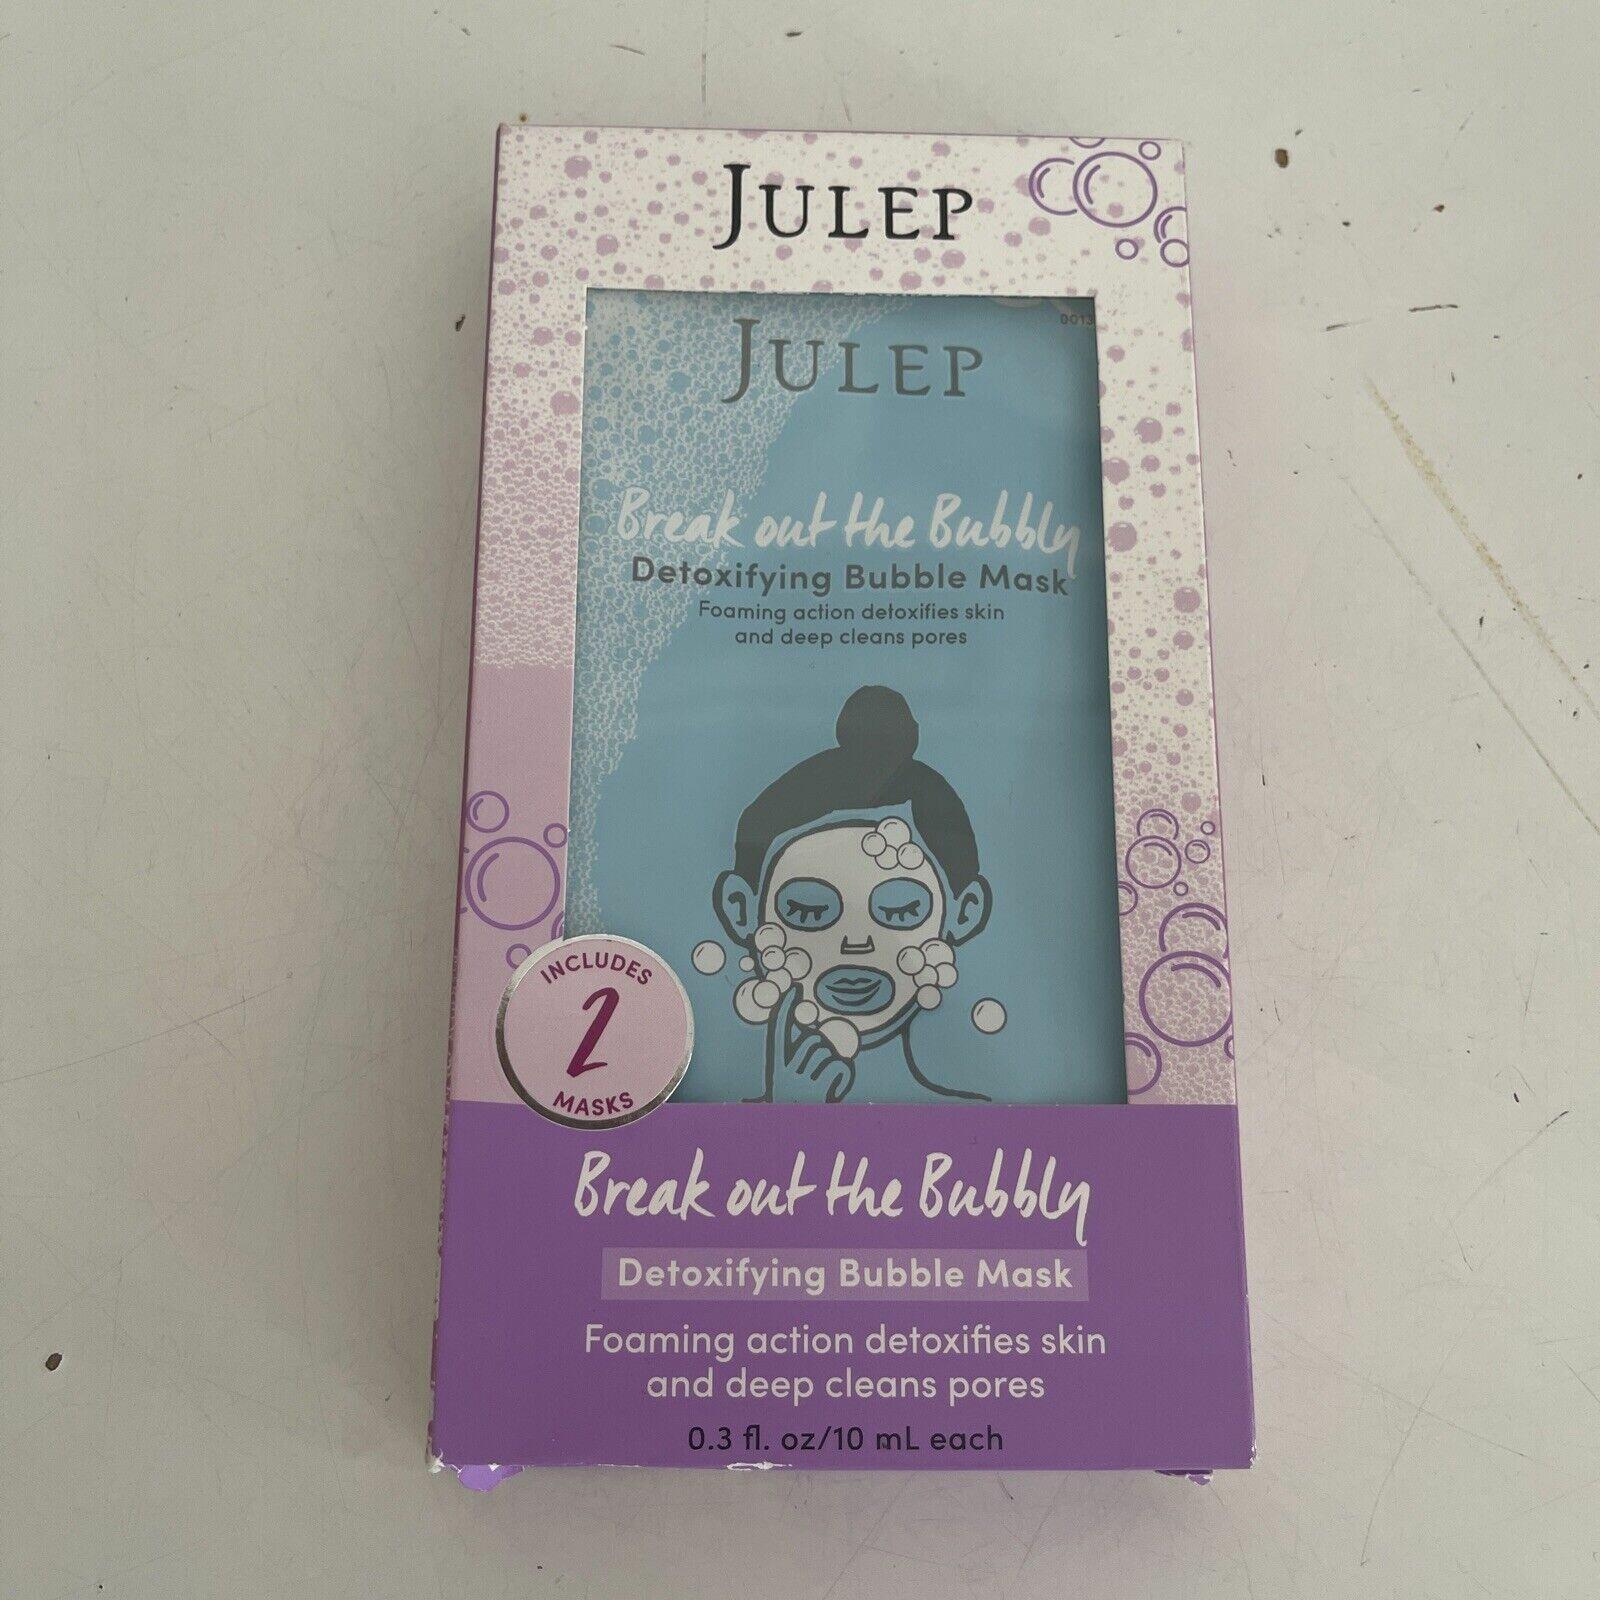 JULEP
JULEP
0013
Break out the Bubbly
Detoxifying Bubble Mask
Foaming action detoxifies skin
and deep cleans pores
INCLUDES
2
MASKS
Break out the Bubbly
Detoxifying Bubble Mask
Foaming action detoxifies skin
and deep cleans pores
0.3 fl. oz/10 mL each